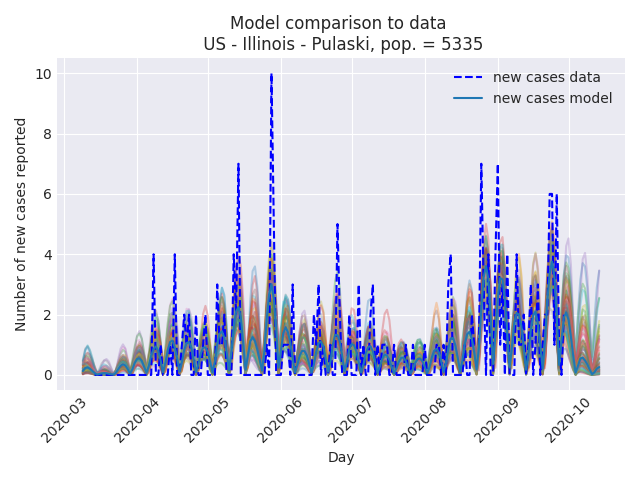 Model comparison to data
US - Illinois - Pulaski, pop. = 5335
new cases data
new cases model
Number of new cases reported
10
8
6
4
2
0
2020-03
2020-04
2020-05
2020-06
2020-07
2020-08
2020-09
2020-10
Day